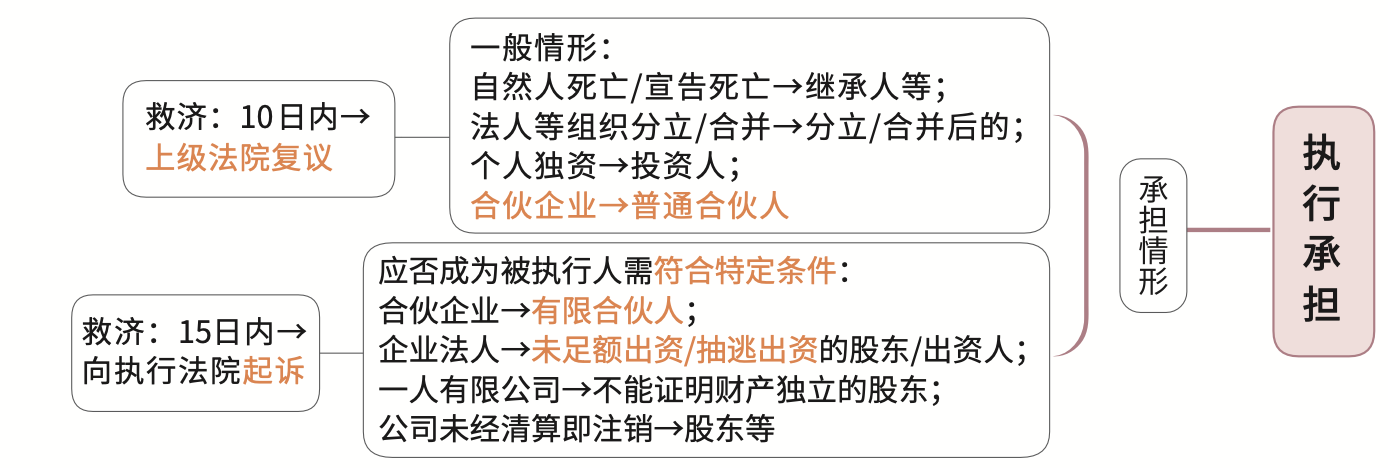 救济：10日内→
上级法院复议
一般情形：
自然人死亡/宣告死亡→继承人等；
法人等组织分立/合并→分立/合并后的；
个人独资→投资人；
合伙企业→普通合伙人
救济：15日内→
向执行法院起诉
应否成为被执行人需符合特定条件：
合伙企业→有限合伙人；
企业法人→未足额出资/抽逃出资的股东/出资人；
一人有限公司→不能证明财产独立的股东；
公司未经清算即注销→股东等
承担情形
执行承担